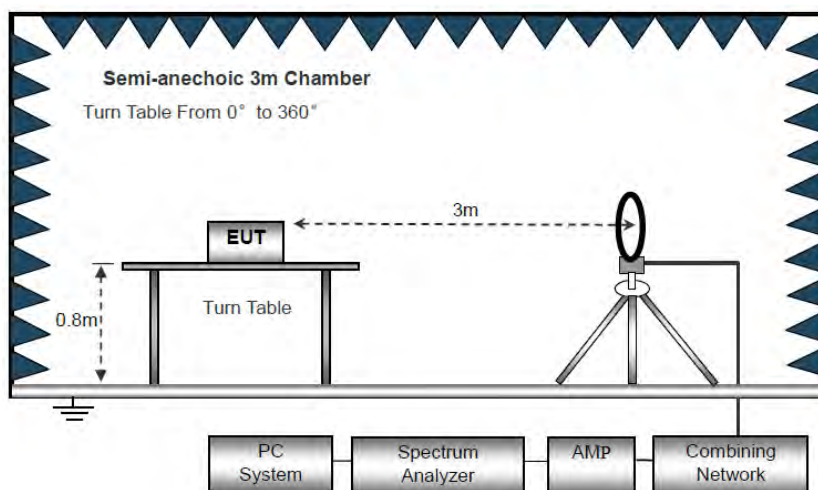 Semi-anechoic 3m Chamber
Turn Table From 0° to 360°
3m
EUT
Turn Table
0.8m
PC
System
Spectrum
Analyzer
AMP
Combining
Network